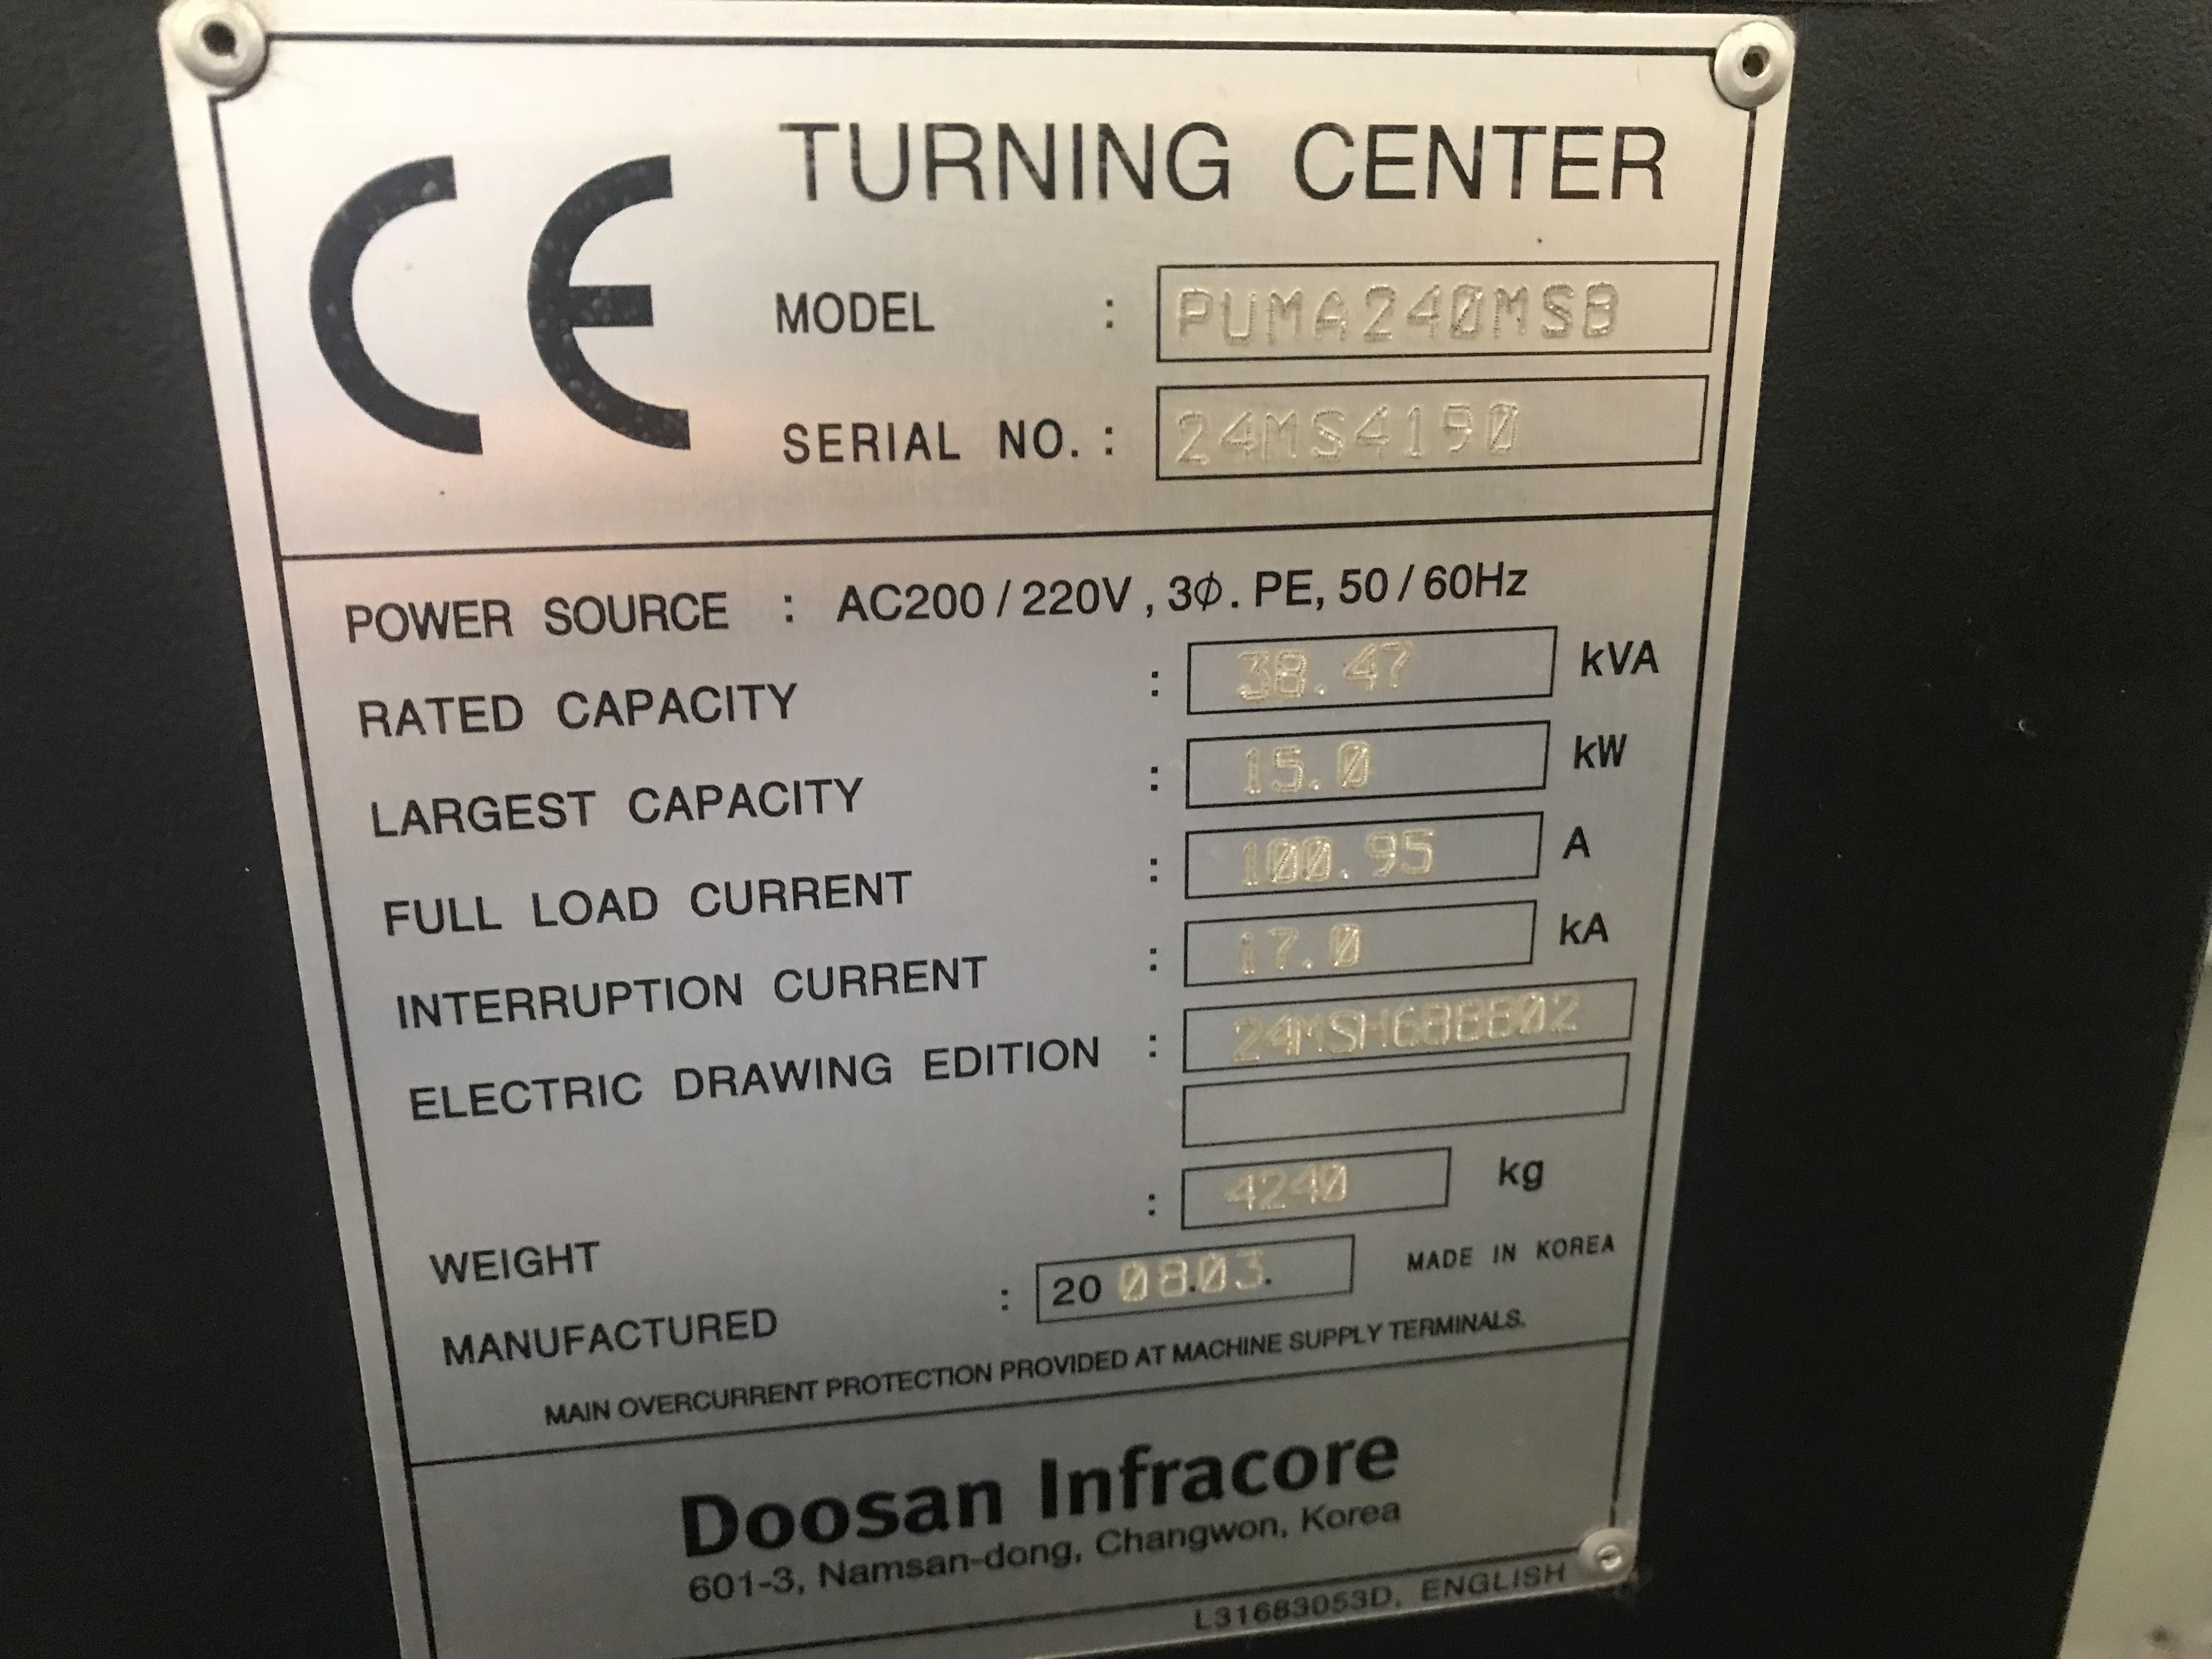 CE
TURNING CENTER
MODEL : PUMA240MSB
SERIAL NO. : 24MS4190
POWER SOURCE : AC200 / 220V , 3Ø. PE, 50 / 60Hz
RATED CAPACITY : 38.47 kVA
LARGEST CAPACITY : 15.0 kW
FULL LOAD CURRENT : 100.95 A
INTERRUPTION CURRENT : 17.0 kA
ELECTRIC DRAWING EDITION :
WEIGHT : 4240 kg
MANUFACTURED : 20 08.03. MADE IN KOREA
MAIN OVERCURRENT PROTECTION PROVIDED AT MACHINE SUPPLY TERMINALS.
Doosan Infracore
601-3, Namsan-dong, Changwon, Korea
L31683053D, ENGLISH